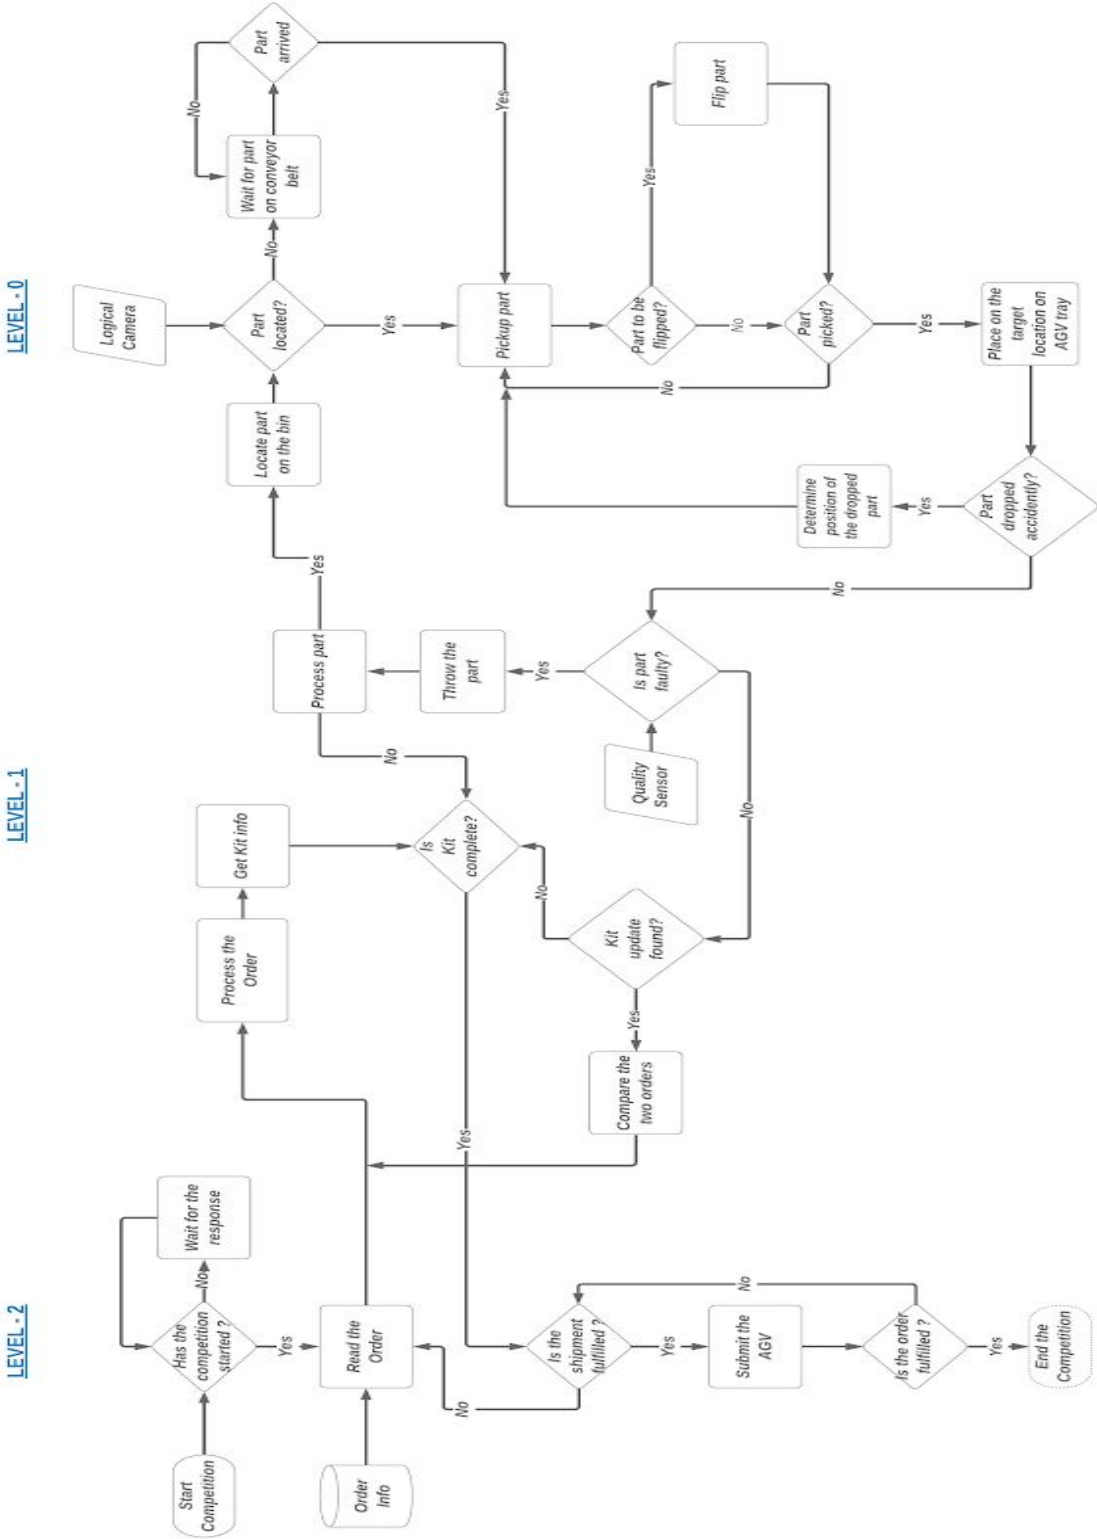 LEVEL - 2
LEVEL - 1
LEVEL - 0
Start
Competition
Has the
competition
started ?
No
Wait for the
response
Yes
Order
Info
Read the
Order
No
Is the
shipment
fulfilled ?
Yes
Submit the
AGV
Is the order
fulfilled ?
No
Yes
End the
Competition
Process the
Order
Get Kit info
Is
Kit
complete?
Yes
No
Process part
Yes
Throw the
part
Yes
Is part
faulty?
Quality
Sensor
No
Kit
update
found?
No
Yes
Compare the
two orders
Logical
Camera
Locate part
on the bin
Part
located?
No
Wait for part
on conveyor
belt
Part
arrived
No
Yes
Yes
Pickup part
Part to be
flipped?
Yes
Flip part
No
Part
picked?
No
Yes
Place on the
target
location on
AGV tray
Part
dropped
accidently?
Yes
Determine
position of
the dropped
part
No